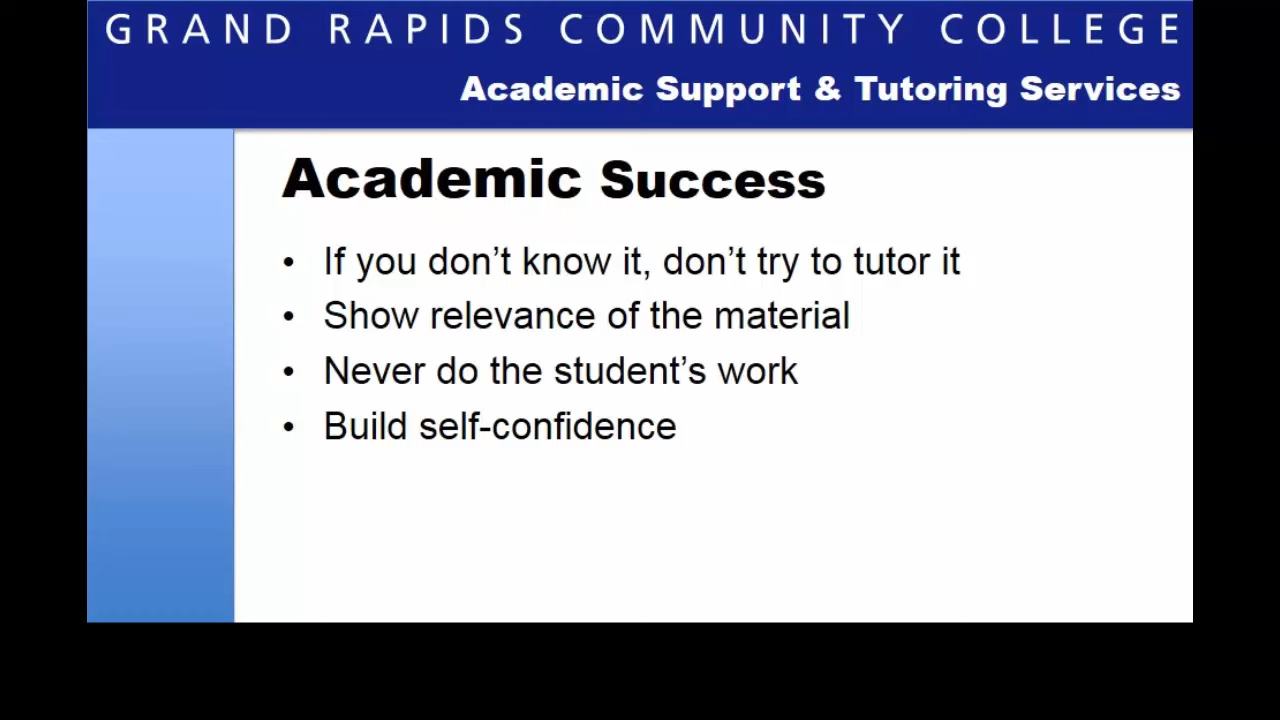 GRAND RAPIDS COMMUNITY COLLEGE
Academic Support & Tutoring Services
Academic Success
• If you don’t know it, don’t try to tutor it
• Show relevance of the material
• Never do the student’s work
• Build self-confidence